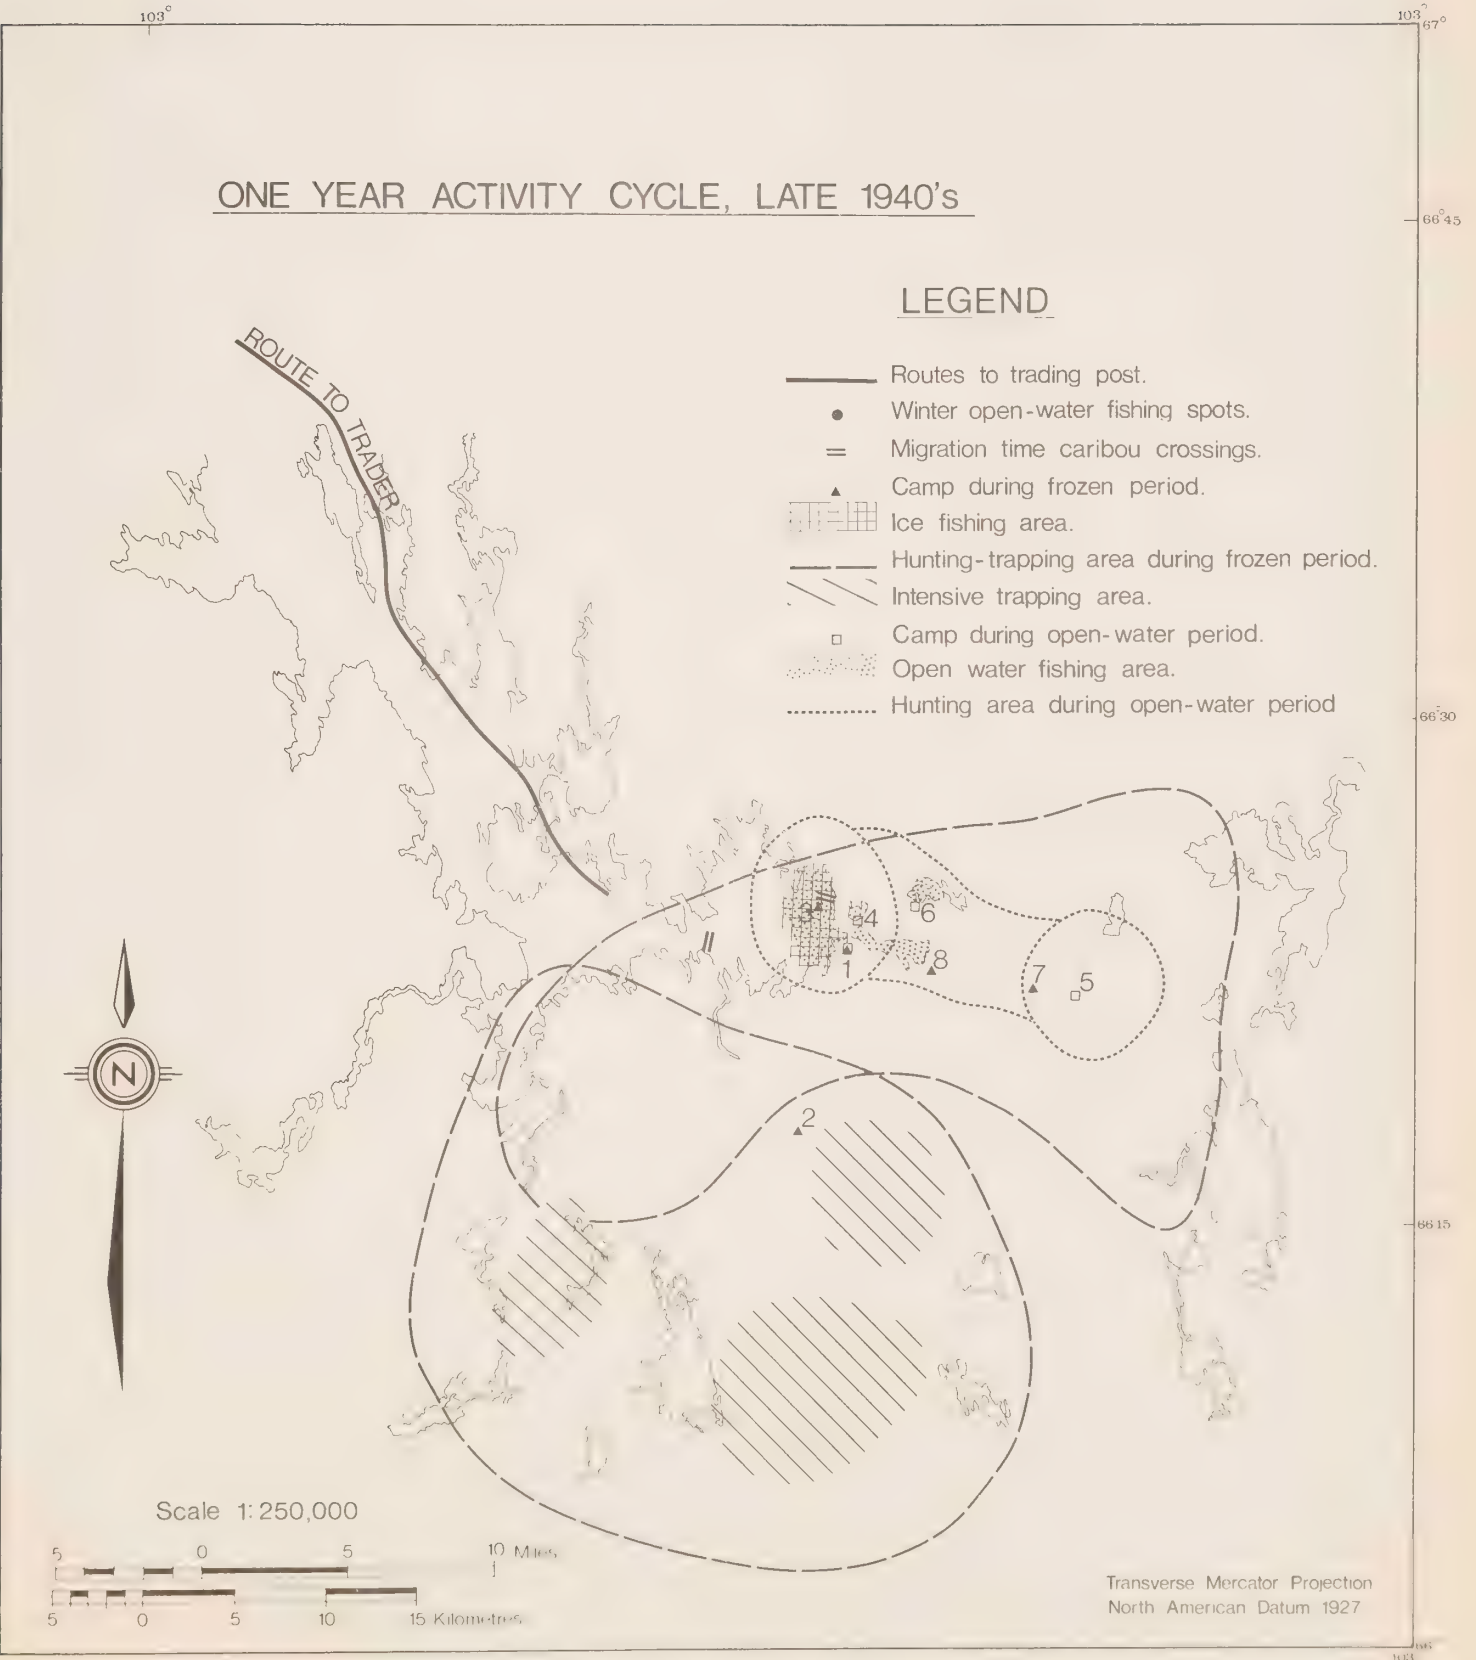 103°
103°
67°
ONE YEAR ACTIVITY CYCLE, LATE 1940's
66°45
LEGEND
ROUTE TO TRADER
Routes to trading post.
Winter open-water fishing spots.
Migration time caribou crossings.
Camp during frozen period.
Ice fishing area.
Hunting-trapping area during frozen period.
Intensive trapping area.
Camp during open-water period.
Open water fishing area.
Hunting area during open-water period
66°30
3
4
6
1
8
7
5
N
2
66 15
Scale 1:250,000
5 0 5 10 Miles
5 0 5 10 15 Kilometres
Transverse Mercator Projection
North American Datum 1927
66
103